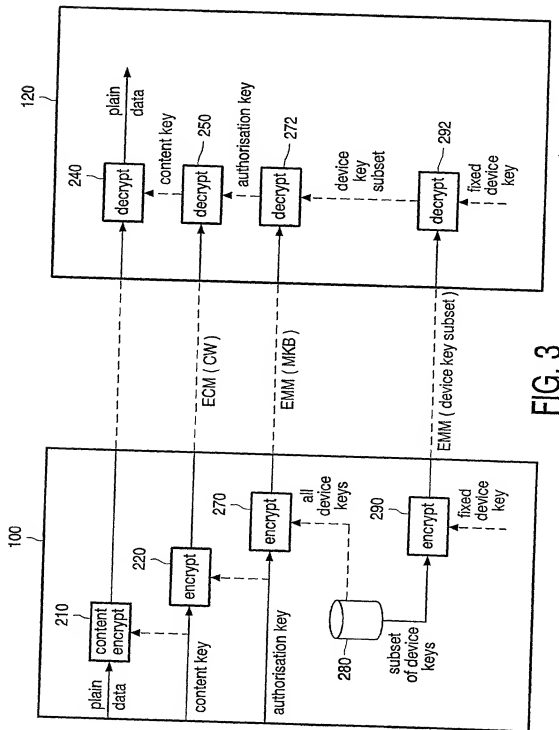 100
plain
data
210
content
encrypt
content key
220
encrypt
authorisation key
270
encrypt
all
device keys
280
subset
of device
keys
290
encrypt
fixed device
key
ECM ( CW )
EMM ( MKB )
EMM ( device key subset )
120
240
decrypt
plain
data
content key
250
decrypt
authorisation key
272
decrypt
device
key
subset
292
decrypt
fixed device
key
FIG. 3